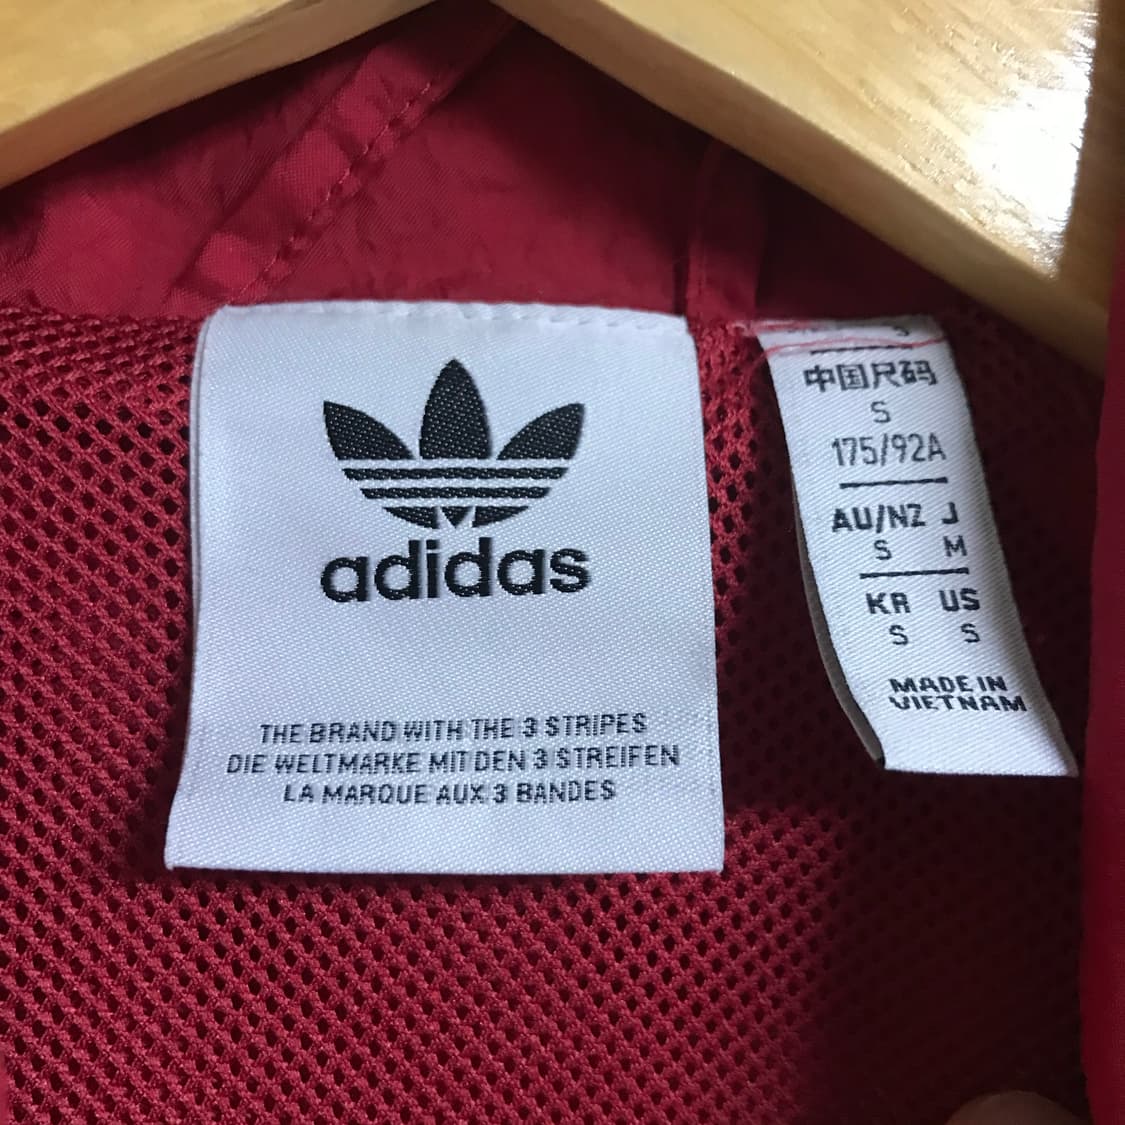 adidas
THE BRAND WITH THE 3 STRIPES
DIE WELTMARKE MIT DEN 3 STREIFEN
LA MARQUE AUX 3 BANDES
中国尺码
S
175/92A
AU/NZ J
S M
KR US
S S
MADE IN
VIETNAM